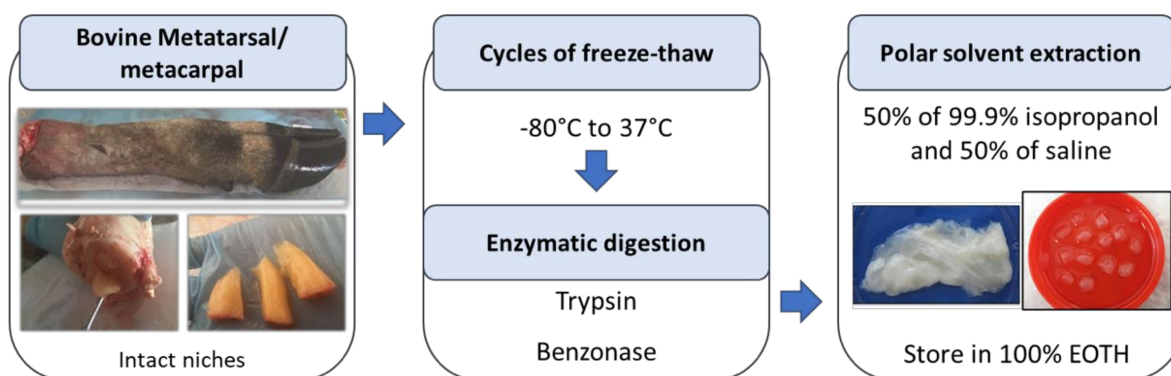 Bovine Metatarsal/
metacarpal
Intact niches
Cycles of freeze-thaw
-80°C to 37°C
Enzymatic digestion
Trypsin
Benzonase
Polar solvent extraction
50% of 99.9% isopropanol
and 50% of saline
Store in 100% EOTH